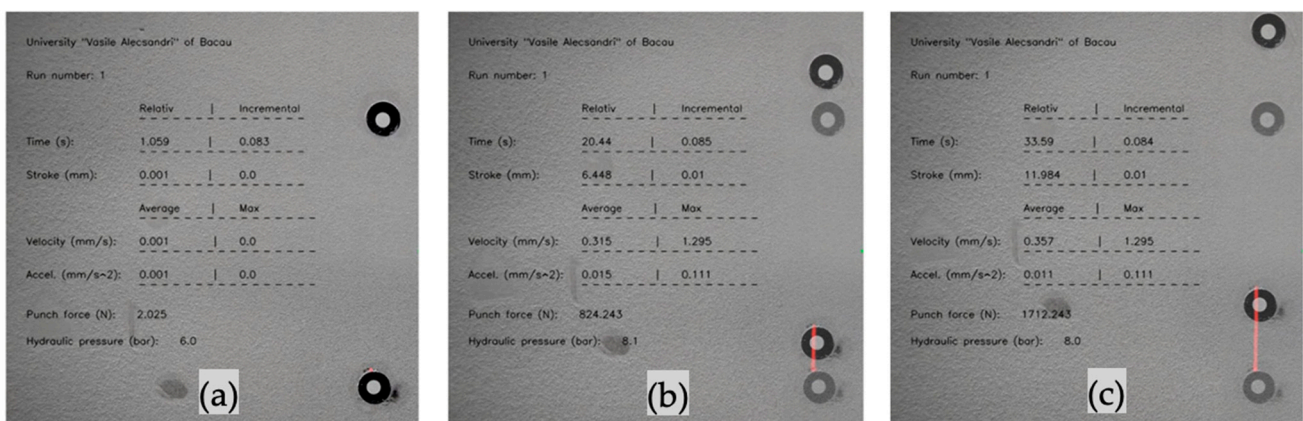 University "Vasile Alecsandri" of Bacau
Run number: 1
Relativ | Incremental
Time (s): 1.059 | 0.083
Stroke (mm): 0.001 | 0.0
Average | Max
Velocity (mm/s): 0.001 | 0.0
Accel. (mm/s^2): 0.001 | 0.0
Punch force (N): 2.025
Hydraulic pressure (bar): 6.0
(a)
University "Vasile Alecsandri" of Bacau
Run number: 1
Relativ | Incremental
Time (s): 20.44 | 0.085
Stroke (mm): 6.448 | 0.01
Average | Max
Velocity (mm/s): 0.315 | 1.295
Accel. (mm/s^2): 0.015 | 0.111
Punch force (N): 824.243
Hydraulic pressure (bar): 8.1
(b)
University "Vasile Alecsandri" of Bacau
Run number: 1
Relativ | Incremental
Time (s): 33.59 | 0.084
Stroke (mm): 11.984 | 0.01
Average | Max
Velocity (mm/s): 0.357 | 1.295
Accel. (mm/s^2): 0.011 | 0.111
Punch force (N): 1712.243
Hydraulic pressure (bar): 8.0
(c)